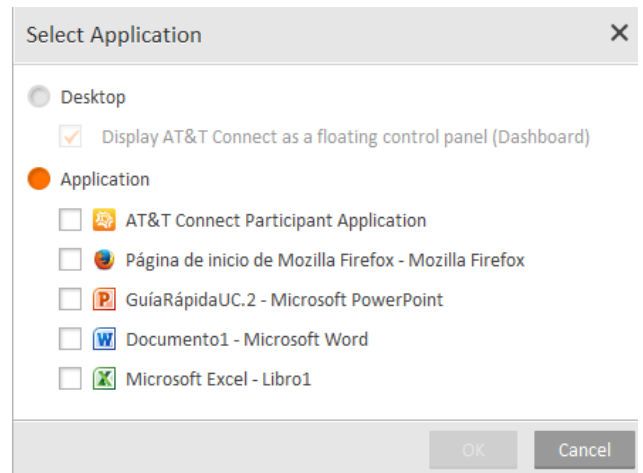 Select Application
Desktop
Display AT&T Connect as a floating control panel (Dashboard)
Application
AT&T Connect Participant Application
Página de inicio de Mozilla Firefox - Mozilla Firefox
GuíaRápidaUC.2 - Microsoft PowerPoint
Documento1 - Microsoft Word
Microsoft Excel - Libro1
OK Cancel